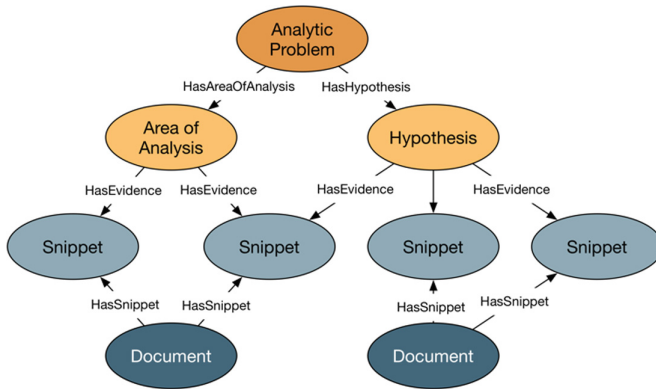 Analytic
Problem
HasAreaOfAnalysis
HasHypothesis
Area of
Analysis
Hypothesis
HasEvidence
HasEvidence
HasEvidence
HasEvidence
Snippet
Snippet
Snippet
Snippet
HasSnippet
HasSnippet
HasSnippet
HasSnippet
Document
Document